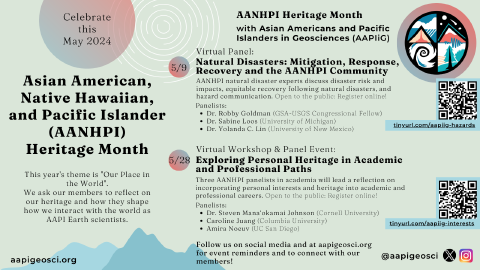 Celebrate
this
May 2024
Asian American,
Native Hawaiian,
and Pacific Islander
(AANHPI)
Heritage Month
This year's theme is "Our Place in
the World".
We ask our members to reflect on
our heritage and how they shape
how we interact with the world as
AAPI Earth scientists.
aapigeosci.org
AANHPI Heritage Month
with Asian Americans and Pacific
Islanders in Geosciences (AAPIiG)
5/9
Virtual Panel:
Natural Disasters: Mitigation, Response,
Recovery and the AANHPI Community
AANHPI natural disaster experts discuss disaster risk and
impacts, equitable recovery following natural disasters, and
hazard communication. Open to the public! Register online!
Panelists:
Dr. Robby Goldman (GSA-USGS Congressional Fellow)
Dr. Sabine Loos (University of Michigan)
Dr. Yolanda C. Lin (University of New Mexico)
tinyurl.com/aapiig-hazards
5/28
Virtual Workshop & Panel Event:
Exploring Personal Heritage in Academic
and Professional Paths
Three AANHPI panelists in academia will lead a reflection on
incorporating personal interests and heritage into academic and
professional careers. Open to the public! Register online!
Panelists:
Dr. Steven Mana'oakamai Johnson (Cornell University)
Caroline Juang (Columbia University)
Amira Noeuv (UC San Diego)
tinyurl.com/aapiig-interests
Follow us on social media and at aapigeosci.org
for event reminders and to connect with our
members!
@aapigeosci